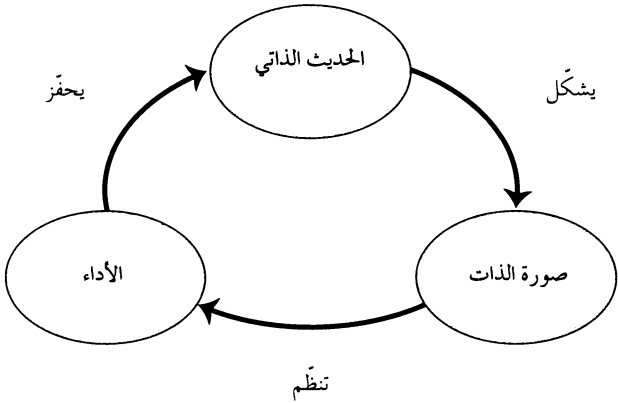 الحديث الذاتي
يشكّل
صورة الذات
تنظّم
الأداء
يحفّز